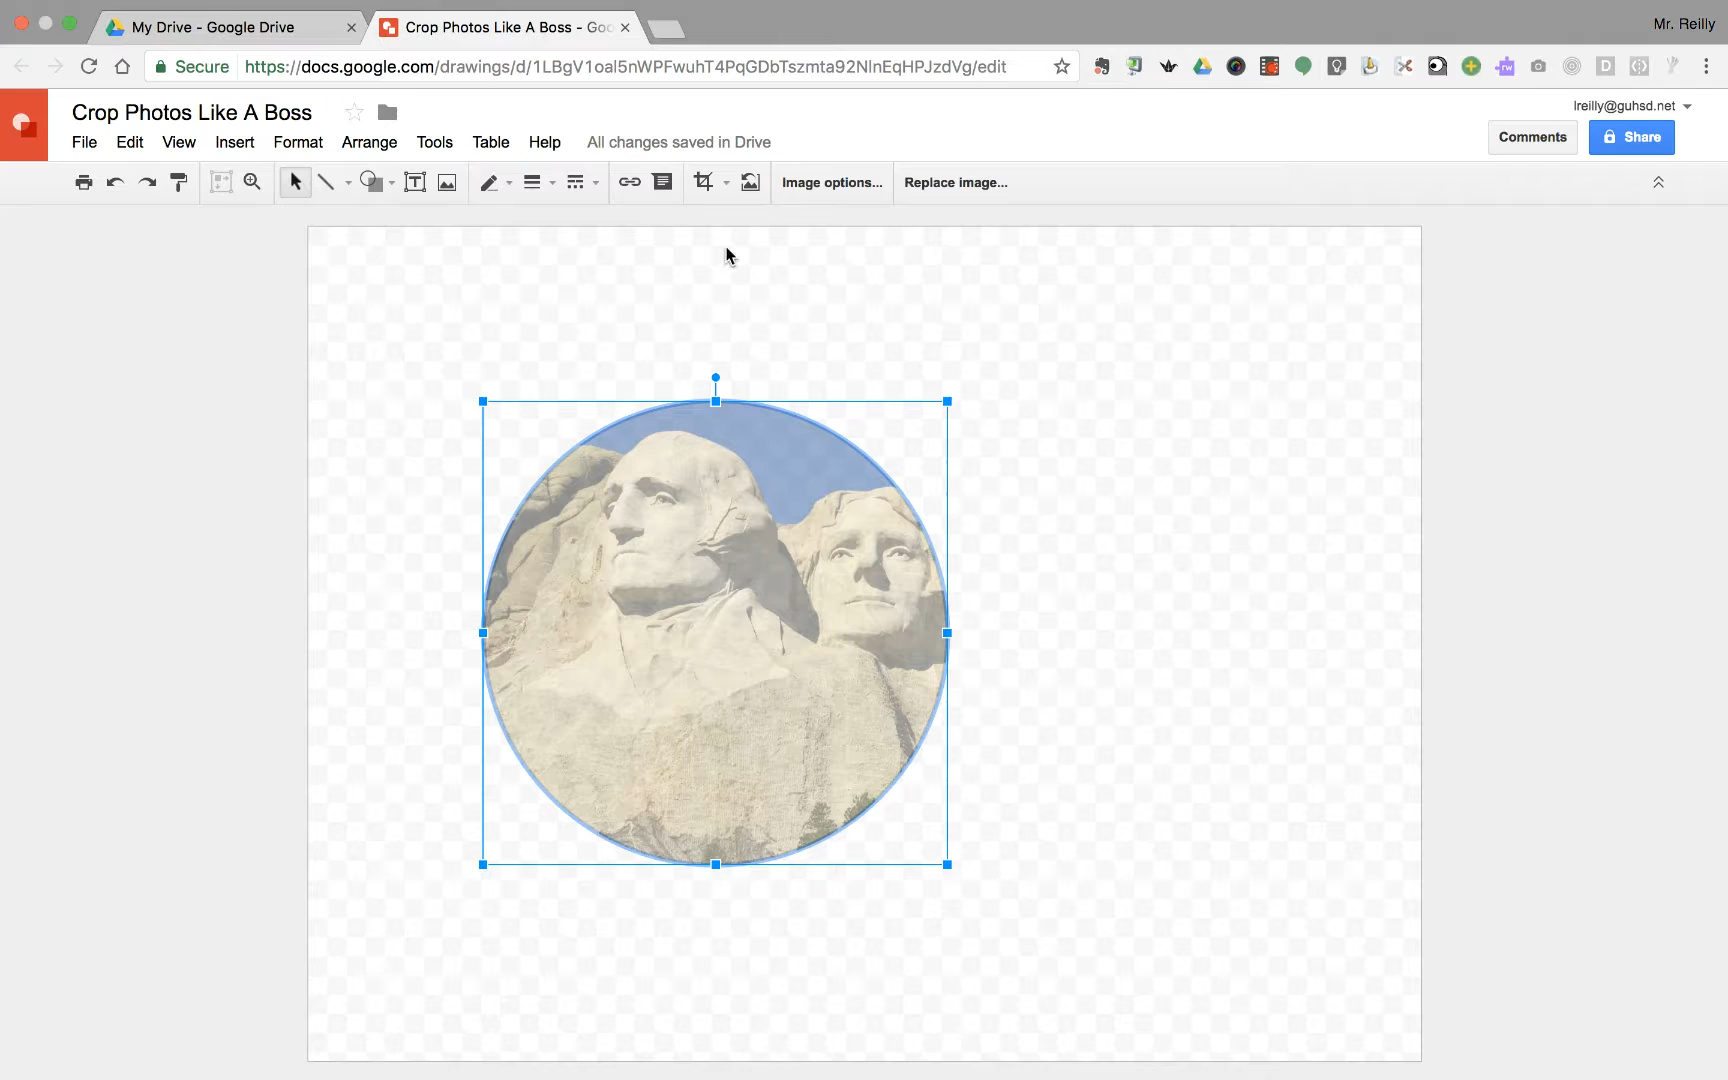 Mr. Reilly
My Drive - Google Drive
Crop Photos Like A Boss - Goo
Secure https://docs.google.com/drawings/d/1LBgV1oal5nWPFwuhT4PqGDbTszmta92NlnEqHPJzdVg/edit
rw
D
Crop Photos Like A Boss
lreilly@guhsd.net
File Edit View Insert Format Arrange Tools Table Help All changes saved in Drive
Comments Share
Image options... Replace image...